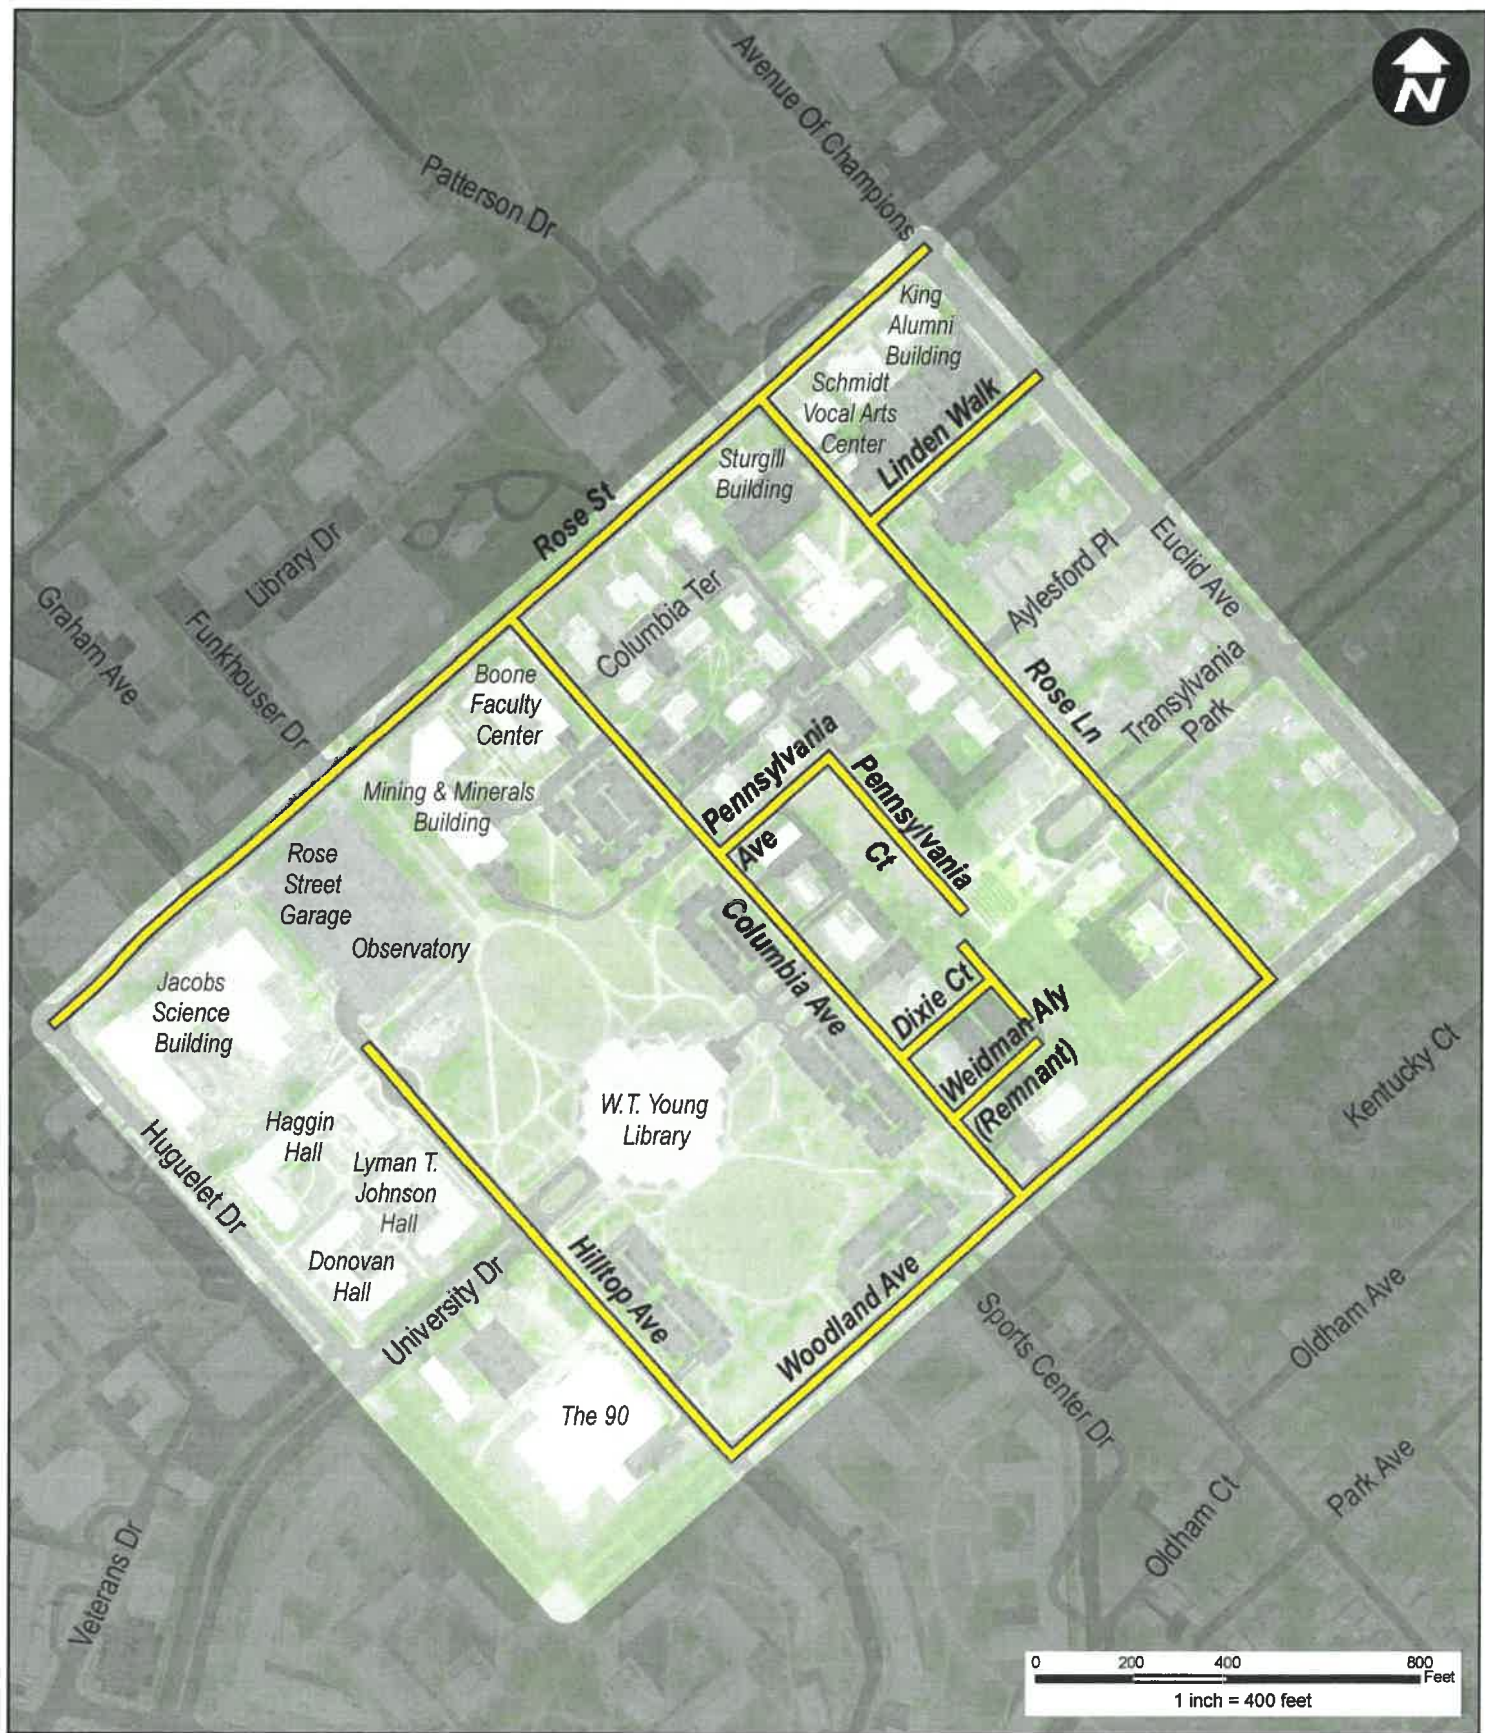 N
Avenue Of Champions
Patterson Dr
King
Alumni
Building
Schmidt
Vocal Arts
Center
Linden Walk
Sturgill
Building
Rose St
Library Dr
Graham Ave
Funkhouser Dr
Columbia Ter
Aylesford Pl
Euclid Ave
Transylvania
Park
Rose Ln
Boone
Faculty
Center
Mining & Minerals
Building
Pennsylvania
Ave
Pennsylvania
Ct
Rose
Street
Garage
Observatory
Columbia Ave
Jacobs
Science
Building
Dixie Ct
Weidman Aly
(Remnant)
W.T. Young
Library
Haggin
Hall
Lyman T.
Johnson
Hall
Donovan
Hall
Huguelet Dr
University Dr
Hilltop Ave
Woodland Ave
The 90
Kentucky Ct
Sports Center Dr
Oldham Ave
Oldham Ct
Park Ave
Veterans Dr
0 200 400 800
Feet
1 inch = 400 feet